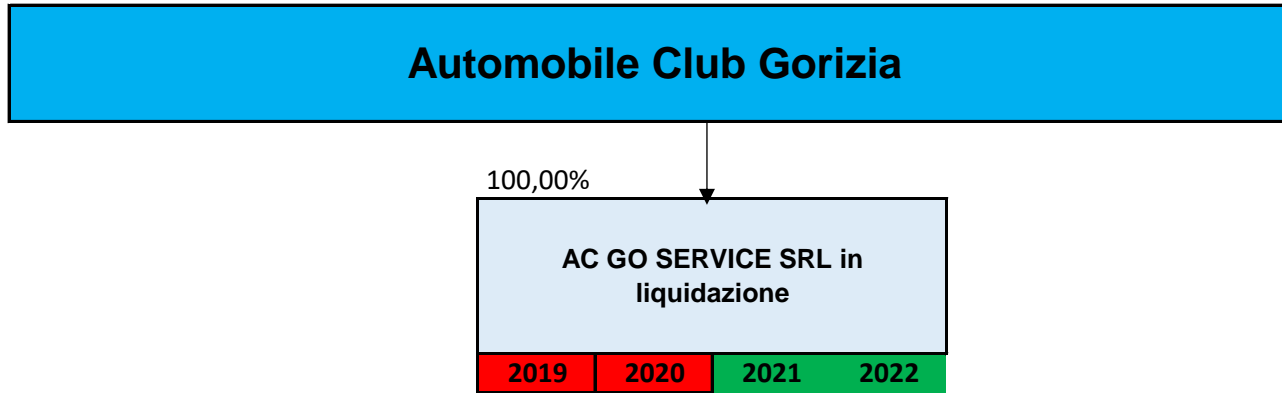 Automobile Club Gorizia
100,00%
AC GO SERVICE SRL in
liquidazione
2019 2020 2021 2022